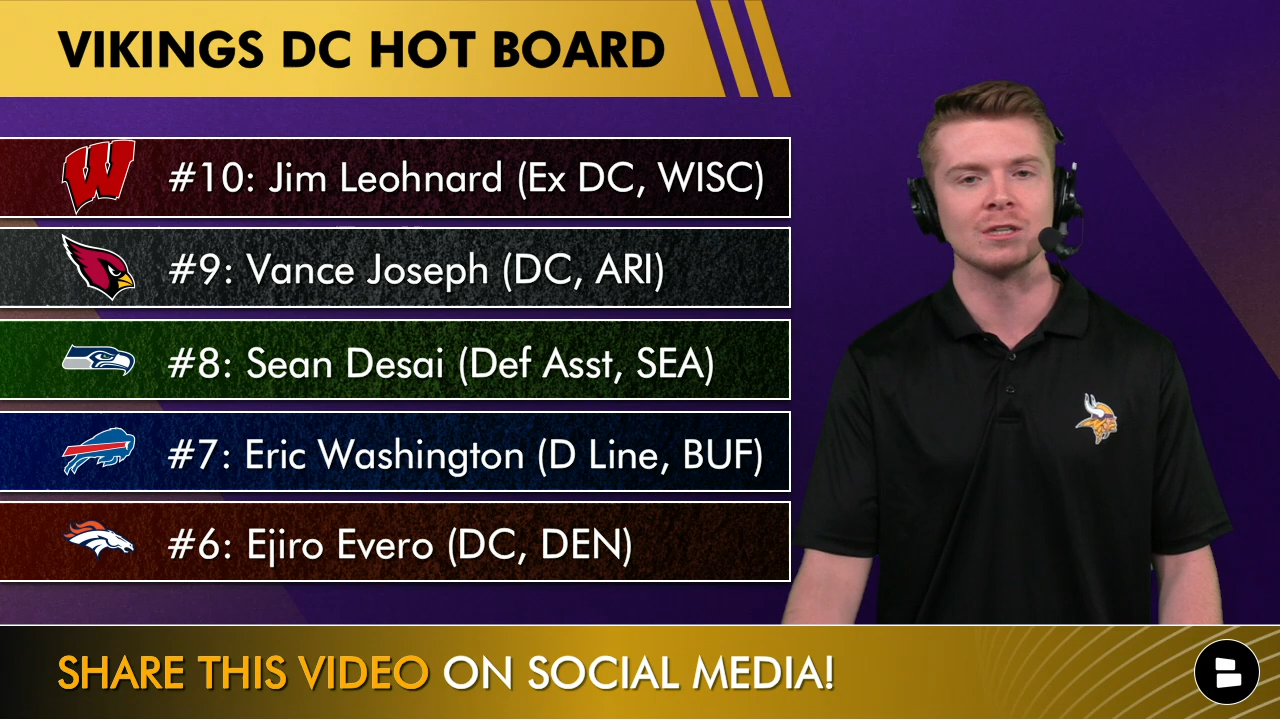 VIKINGS DC HOT BOARD
#10: Jim Leohnard (Ex DC, WISC)
#9: Vance Joseph (DC, ARI)
#8: Sean Desai (Def Asst, SEA)
#7: Eric Washington (D Line, BUF)
#6: Ejiro Evero (DC, DEN)
SHARE THIS VIDEO ON SOCIAL MEDIA!